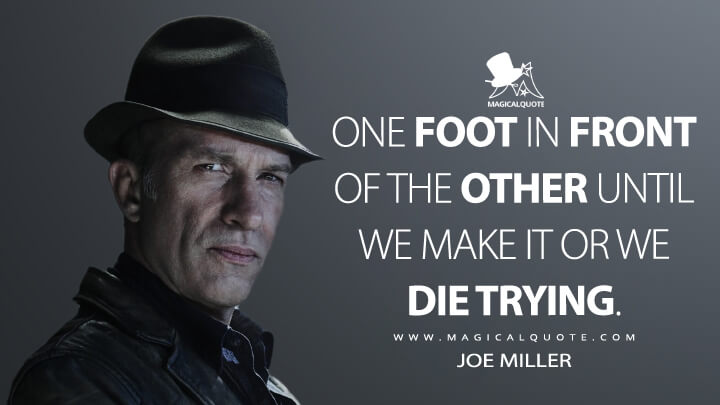 MAGICALQUOTE
ONE FOOT IN FRONT
OF THE OTHER UNTIL
WE MAKE IT OR WE
DIE TRYING.
WWW.MAGICALQUOTE.COM
JOE MILLER